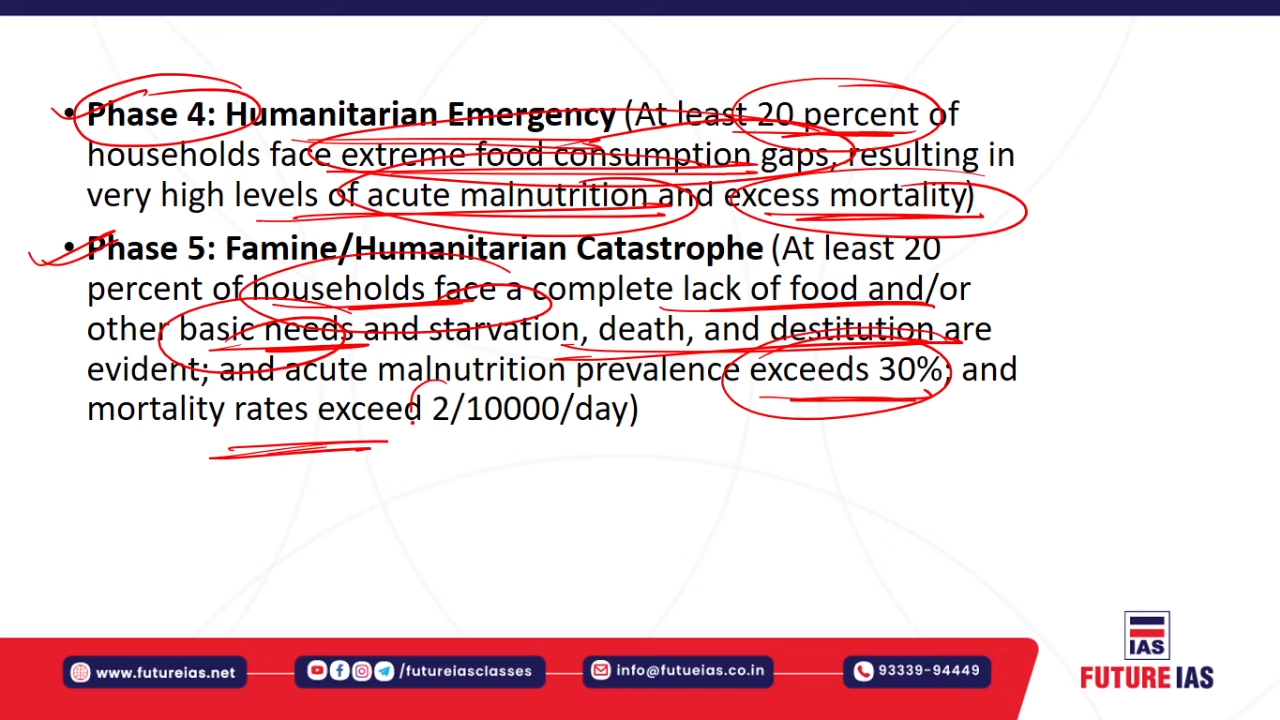 • Phase 4: Humanitarian Emergency (At least 20 percent of
households face extreme food consumption gaps, resulting in
very high levels of acute malnutrition and excess mortality)
• Phase 5: Famine/Humanitarian Catastrophe (At least 20
percent of households face a complete lack of food and/or
other basic needs and starvation, death, and destitution are
evident; and acute malnutrition prevalence exceeds 30%; and
mortality rates exceed 2/10000/day)
IAS
www.futureias.net
/futureiasclasses
info@futueias.co.in
93339-94449
FUTURE IAS